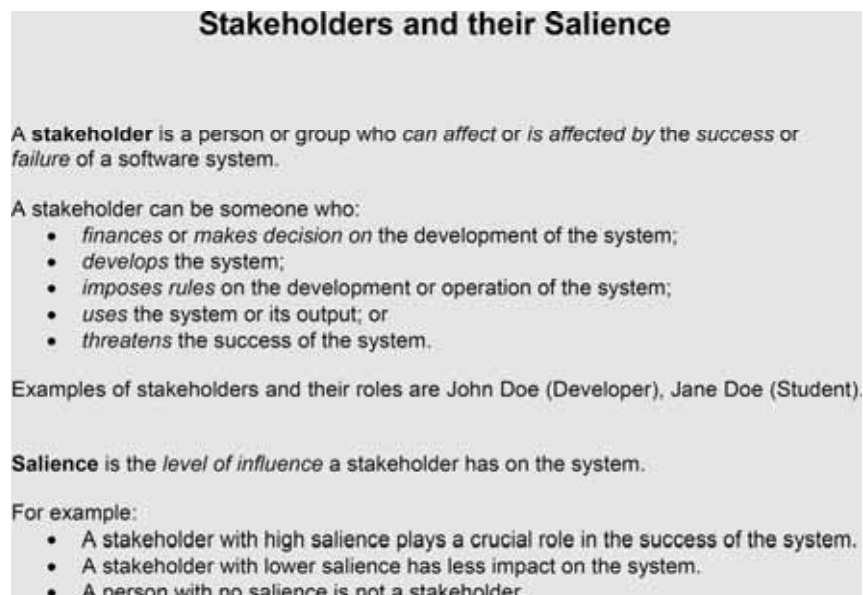 Stakeholders and their Salience
A stakeholder is a person or group who can affect or is affected by the success or
failure of a software system.
A stakeholder can be someone who:
• finances or makes decision on the development of the system;
• develops the system;
• imposes rules on the development or operation of the system;
• uses the system or its output; or
• threatens the success of the system.
Examples of stakeholders and their roles are John Doe (Developer), Jane Doe (Student).
Salience is the level of influence a stakeholder has on the system.
For example:
• A stakeholder with high salience plays a crucial role in the success of the system.
• A stakeholder with lower salience has less impact on the system.
• A person with no salience is not a stakeholder